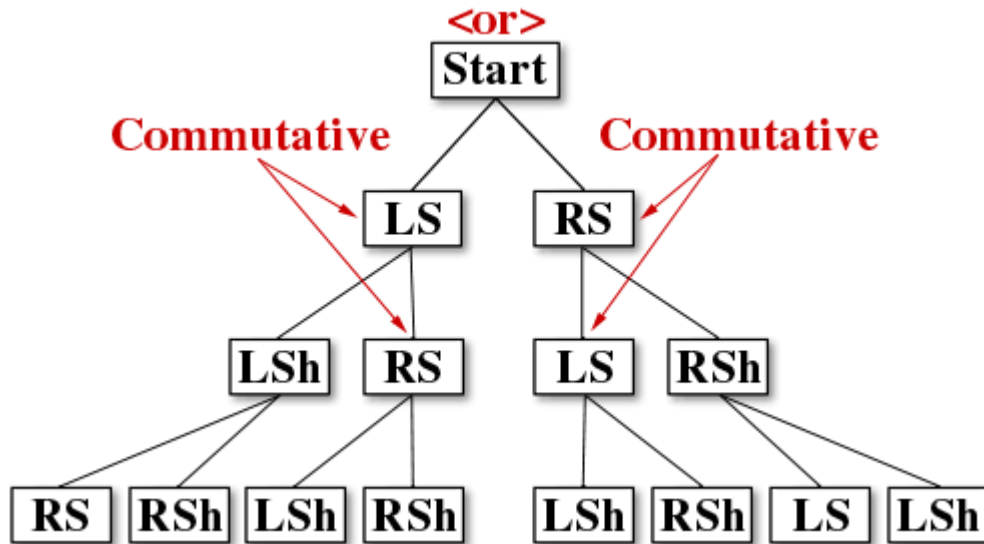 <or>
Start
Commutative Commutative
LS RS
LSh RS LS RSh
RS RSh LSh RSh LSh RSh LS LSh